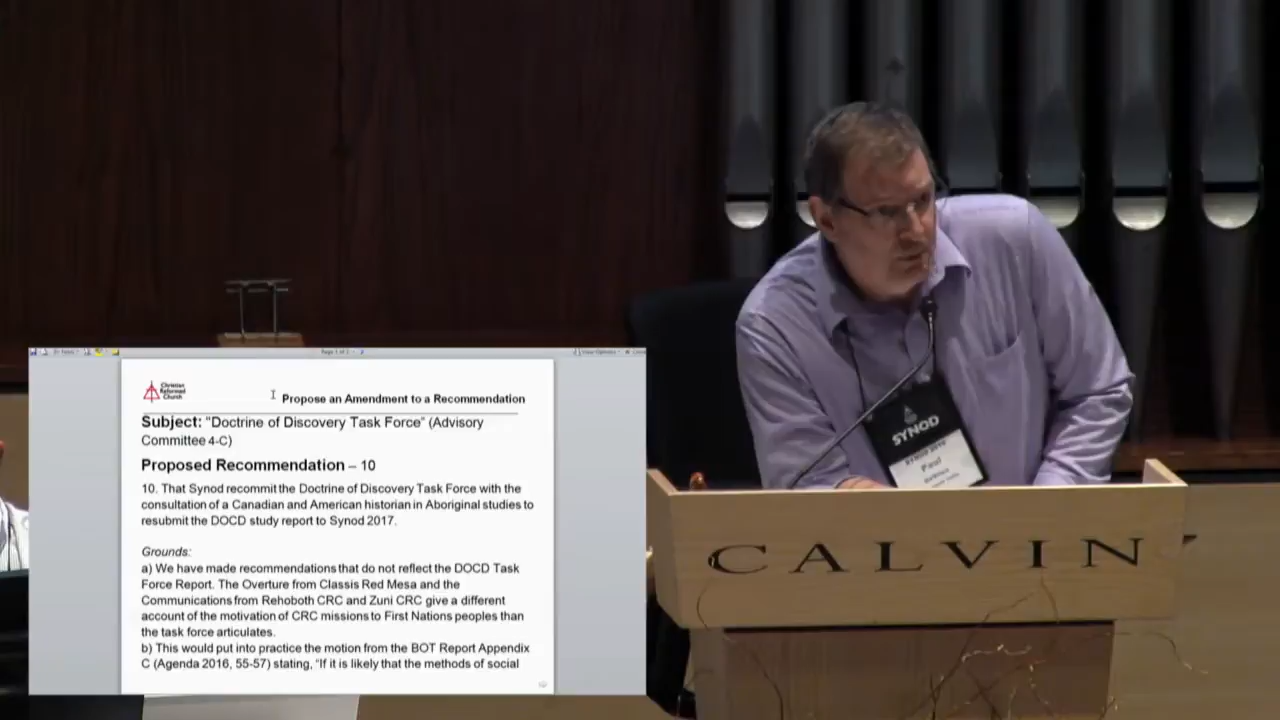 Page 1 of 2
Christian
Reformed
Church
Propose an Amendment to a Recommendation
Subject: "Doctrine of Discovery Task Force" (Advisory
Committee 4-C)
Proposed Recommendation – 10
10. That Synod recommit the Doctrine of Discovery Task Force with the
consultation of a Canadian and American historian in Aboriginal studies to
resubmit the DOCD study report to Synod 2017.
Grounds:
a) We have made recommendations that do not reflect the DOCD Task
Force Report. The Overture from Classis Red Mesa and the
Communications from Rehoboth CRC and Zuni CRC give a different
account of the motivation of CRC missions to First Nations peoples than
the task force articulates.
b) This would put into practice the motion from the BOT Report Appendix
C (Agenda 2016, 55-57) stating, "If it is likely that the methods of social
SYNOD
Paul
CALVIN